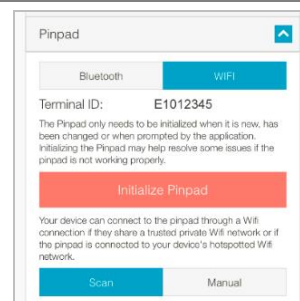 Pinpad
Bluetooth WIFI
Terminal ID: E1012345
The Pinpad only needs to be initialized when it is new, has
been changed or when prompted by the application.
Initializing the Pinpad may help resolve some issues if the
pinpad is not working properly.
Initialize Pinpad
Your device can connect to the pinpad through a Wifi
connection if they share a trusted private Wifi network or if
the pinpad is connected to your device's hotspotted Wifi
network.
Scan Manual